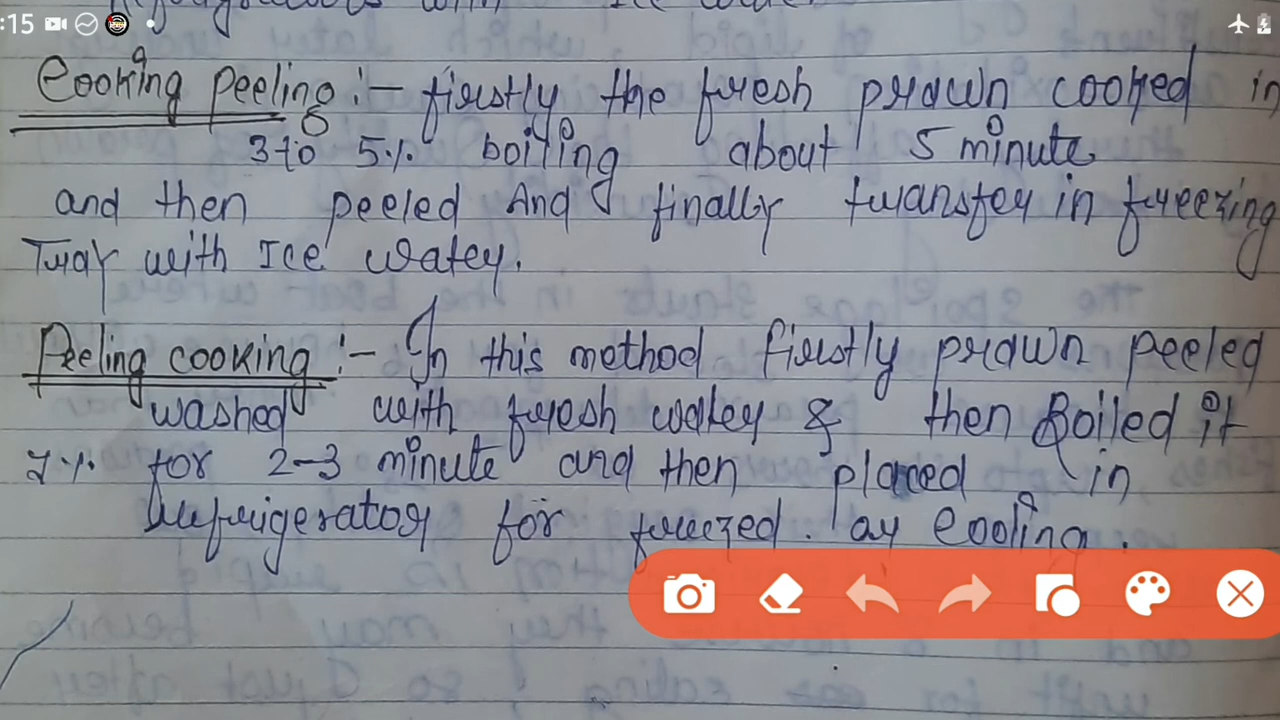 :15
Cooking Peeling :- firstly the fresh prawn cooked in
3 to 5% boiling about 5 minute
and then peeled And finally transfer in freezing
Tray with Ice water.
Peeling cooking :- In this method firstly prawn peeled
washed with fresh water & then Boiled it
7% for 2-3 minute and then placed in
Refrigerator for freezed. ay cooling.